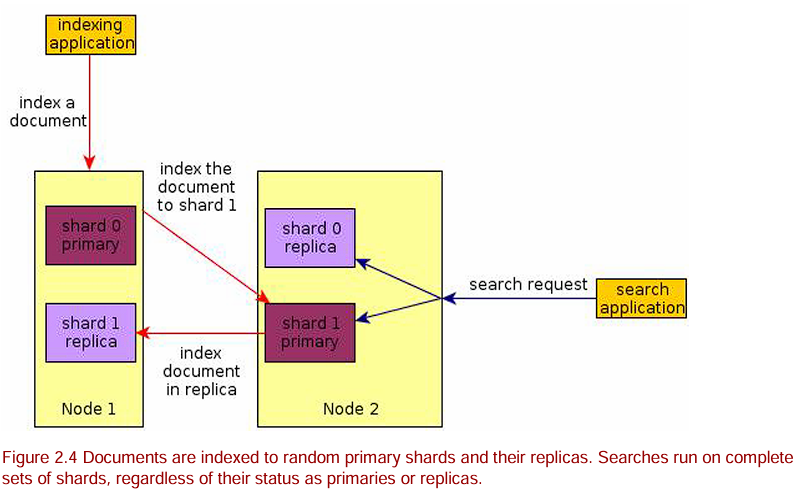 indexing
application
index a
document
index the
document
to shard 1
shard 0
primary
shard 0
replica
search request
search
application
shard 1
replica
shard 1
primary
index
document
in replica
Node 1
Node 2
Figure 2.4 Documents are indexed to random primary shards and their replicas. Searches run on complete
sets of shards, regardless of their status as primaries or replicas.